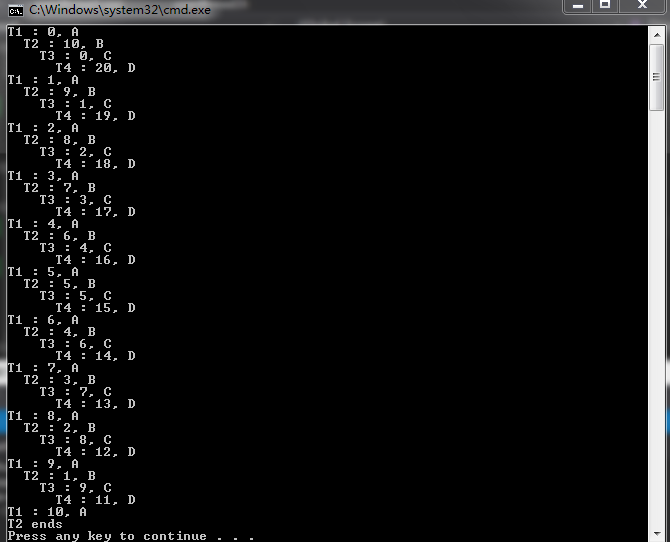 C:\Windows\system32\cmd.exe
T1 : 0, A
T2 : 10, B
T3 : 0, C
T4 : 20, D
T1 : 1, A
T2 : 9, B
T3 : 1, C
T4 : 19, D
T1 : 2, A
T2 : 8, B
T3 : 2, C
T4 : 18, D
T1 : 3, A
T2 : 7, B
T3 : 3, C
T4 : 17, D
T1 : 4, A
T2 : 6, B
T3 : 4, C
T4 : 16, D
T1 : 5, A
T2 : 5, B
T3 : 5, C
T4 : 15, D
T1 : 6, A
T2 : 4, B
T3 : 6, C
T4 : 14, D
T1 : 7, A
T2 : 3, B
T3 : 7, C
T4 : 13, D
T1 : 8, A
T2 : 2, B
T3 : 8, C
T4 : 12, D
T1 : 9, A
T2 : 1, B
T3 : 9, C
T4 : 11, D
T1 : 10, A
T2 ends
Press any key to continue . . .